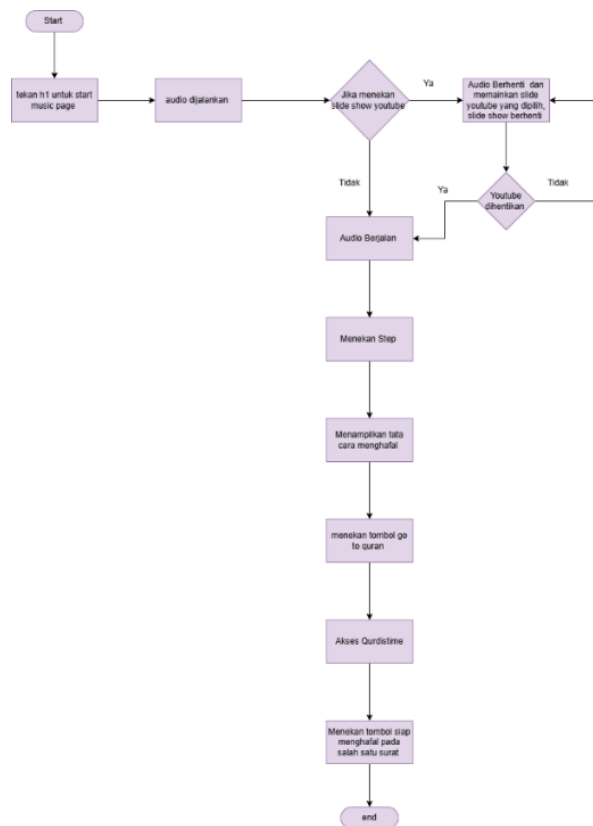 Start
tekan h1 untuk start
music page
audio dijalankan
Jika menekan
slide show youtube
Ya
Audio Berhenti dan
memainkan slide
youtube yang dipilih,
slide show berhenti
Tidak
Ya
Youtube
dihentikan
Tidak
Audio Berjalan
Menekan Step
Menampilkan tata
cara menghafal
menekan tombol go
to quran
Akses Qurdistime
Menekan tombol siap
menghafal pada
salah satu surat
end